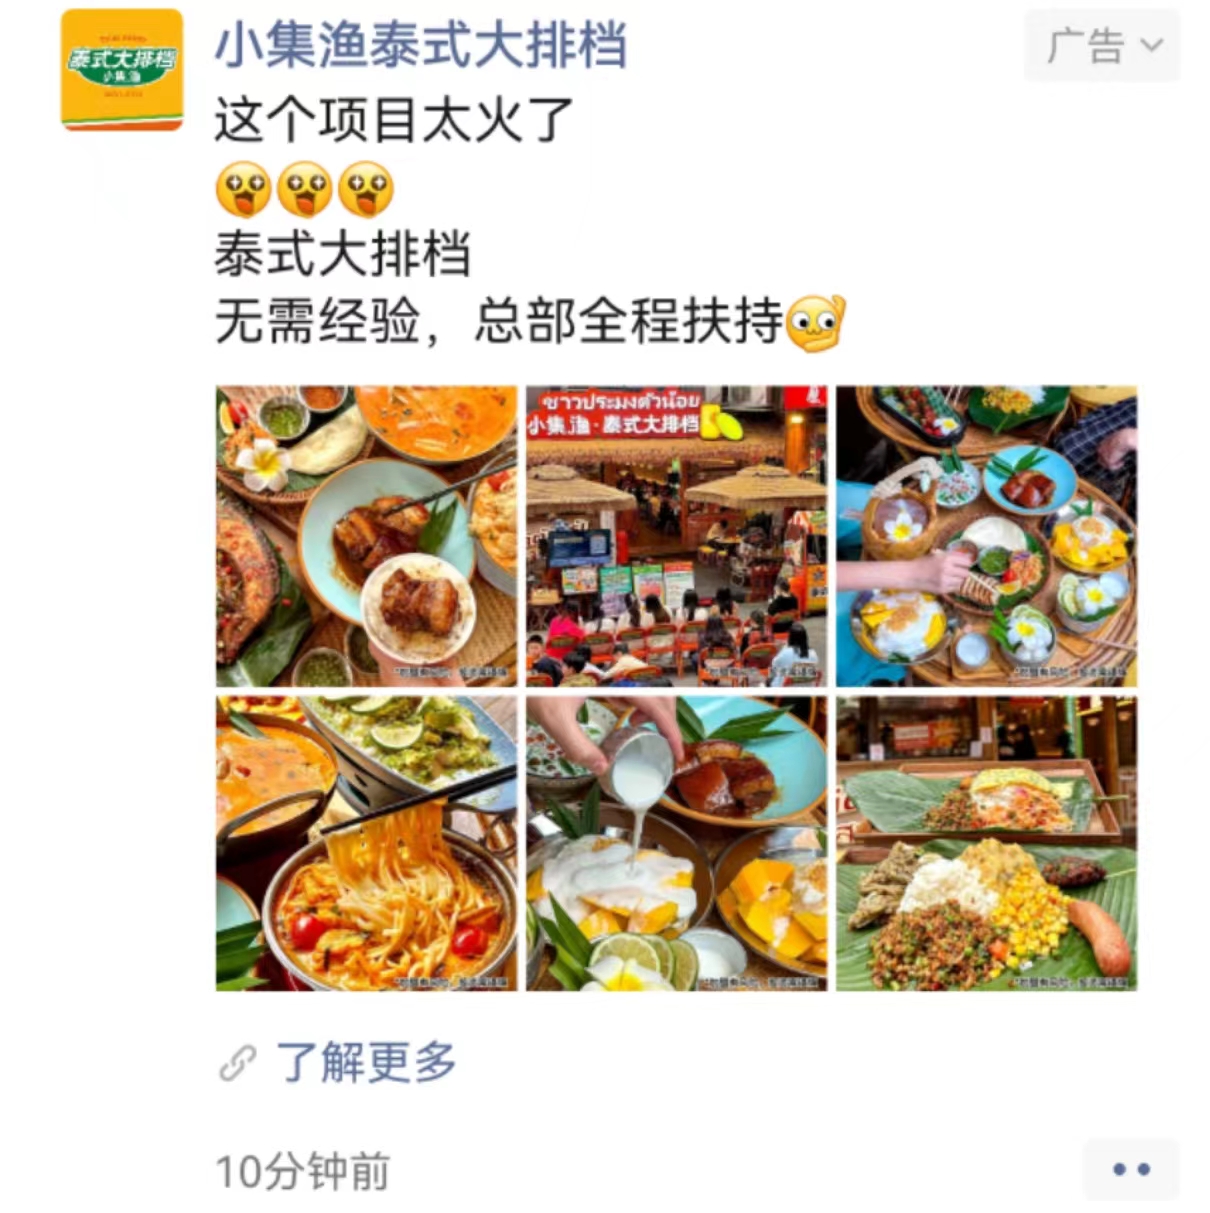 泰式大排档
小集渔
小集渔泰式大排档
广告
这个项目太火了
泰式大排档
无需经验，总部全程扶持
ชาวประมงตัวน้อย
小集渔·泰式大排档
了解更多
10分钟前